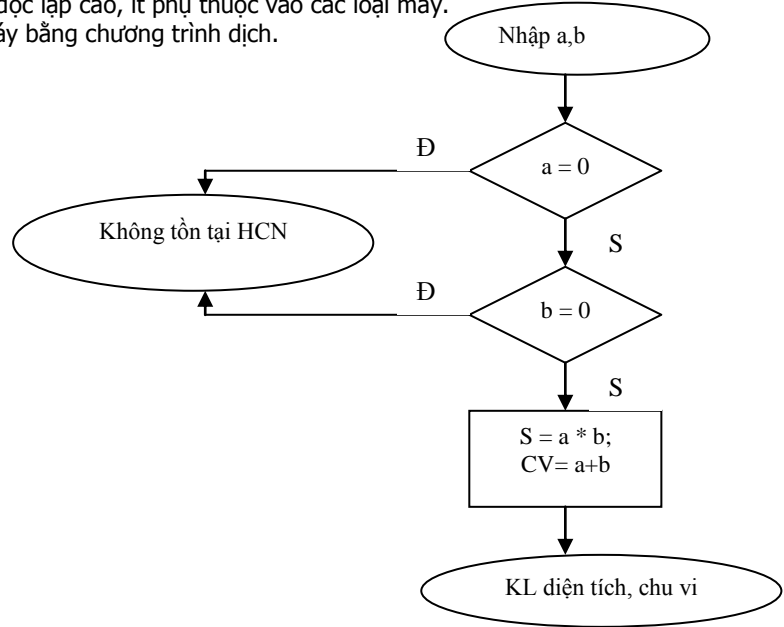 độc lập cao, ít phụ thuộc vào các loại máy.
áy bằng chương trình dịch.
Nhập a,b
Đ
a = 0
Không tồn tại HCN
S
Đ
b = 0
S
S = a * b;
CV= a+b
KL diện tích, chu vi